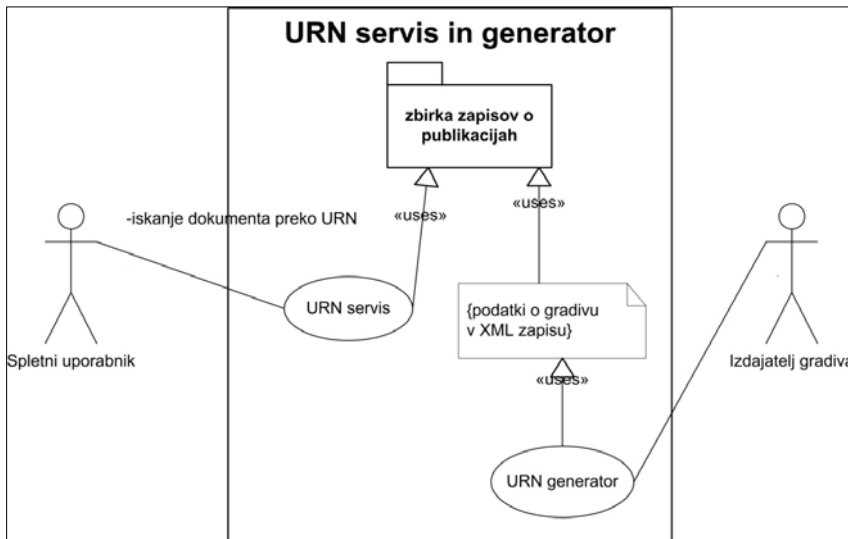 URN servis in generator
zbirka zapisov o
publikacijah
-iskanje dokumenta preko URN
«uses»
«uses»
URN servis
{podatki o gradivu
v XML zapisu}
Spletni uporabnik
Izdajatelj gradiva
«uses»
URN generator